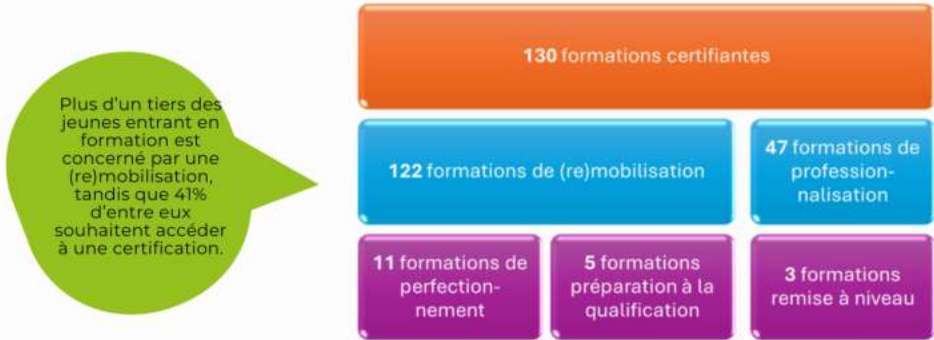 Plus d'un tiers des
jeunes entrant en
formation est
concerné par une
(re)mobilisation,
tandis que 41%
d'entre eux
souhaitent accéder
à une certification.
130 formations certifiantes
122 formations de (re)mobilisation
47 formations de
profession-
nalisation
11 formations de
perfection-
nement
5 formations
préparation à la
qualification
3 formations
remise à niveau